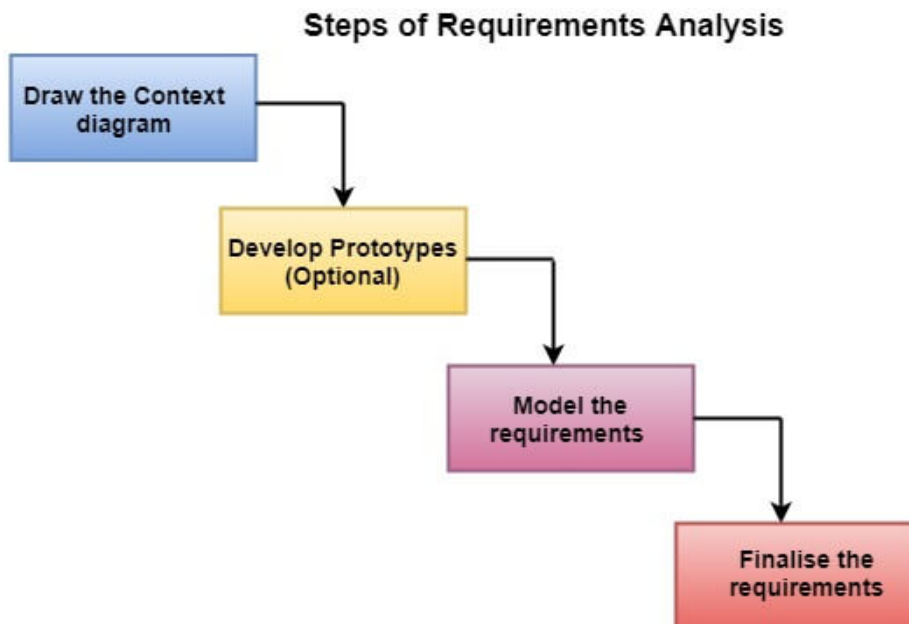 Steps of Requirements Analysis
Draw the Context
diagram
Develop Prototypes
(Optional)
Model the
requirements
Finalise the
requirements